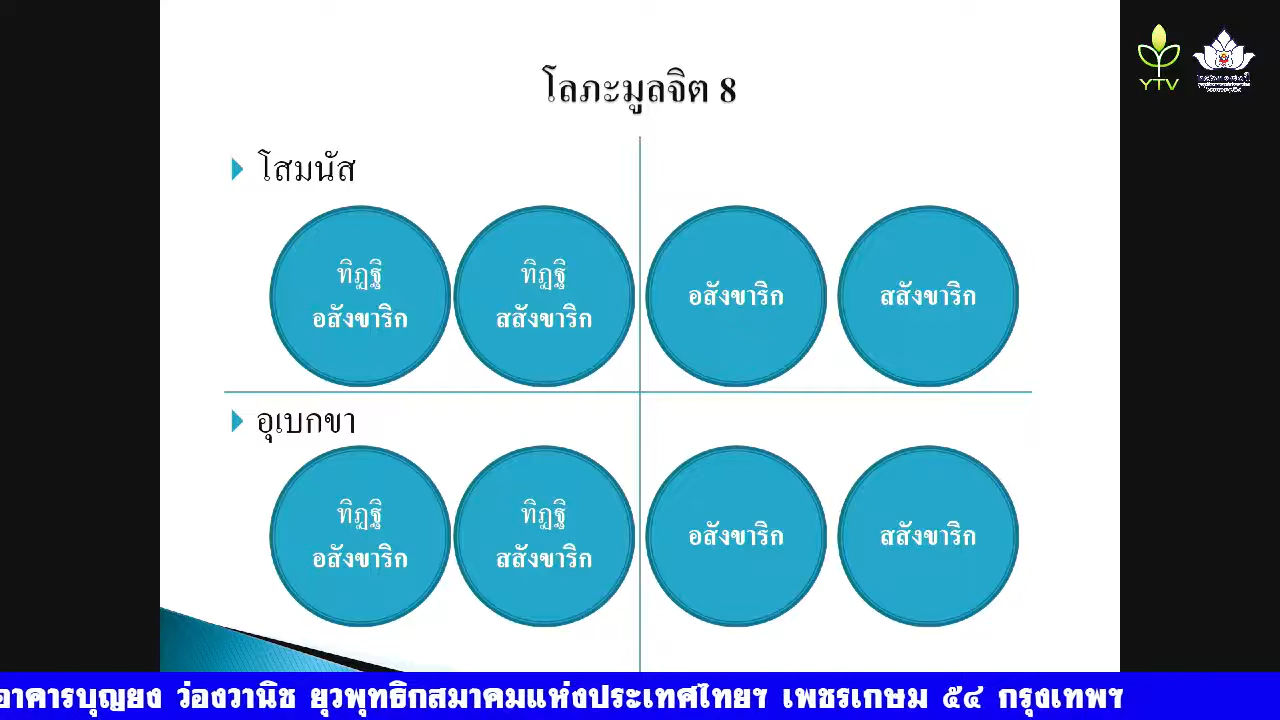 โลภะมูลจิต 8
YTV
โสมนัส
ทิฏฐิ
อสังขาริก
ทิฏฐิ
สสังขาริก
อสังขาริก
สสังขาริก
อุเบกขา
ทิฏฐิ
อสังขาริก
ทิฏฐิ
สสังขาริก
อสังขาริก
สสังขาริก
อาคารบุญยง ว่องวานิช ยุวพุทธิกสมาคมแห่งประเทศไทยฯ เพชรเกษม ๕๔ กรุงเทพฯ